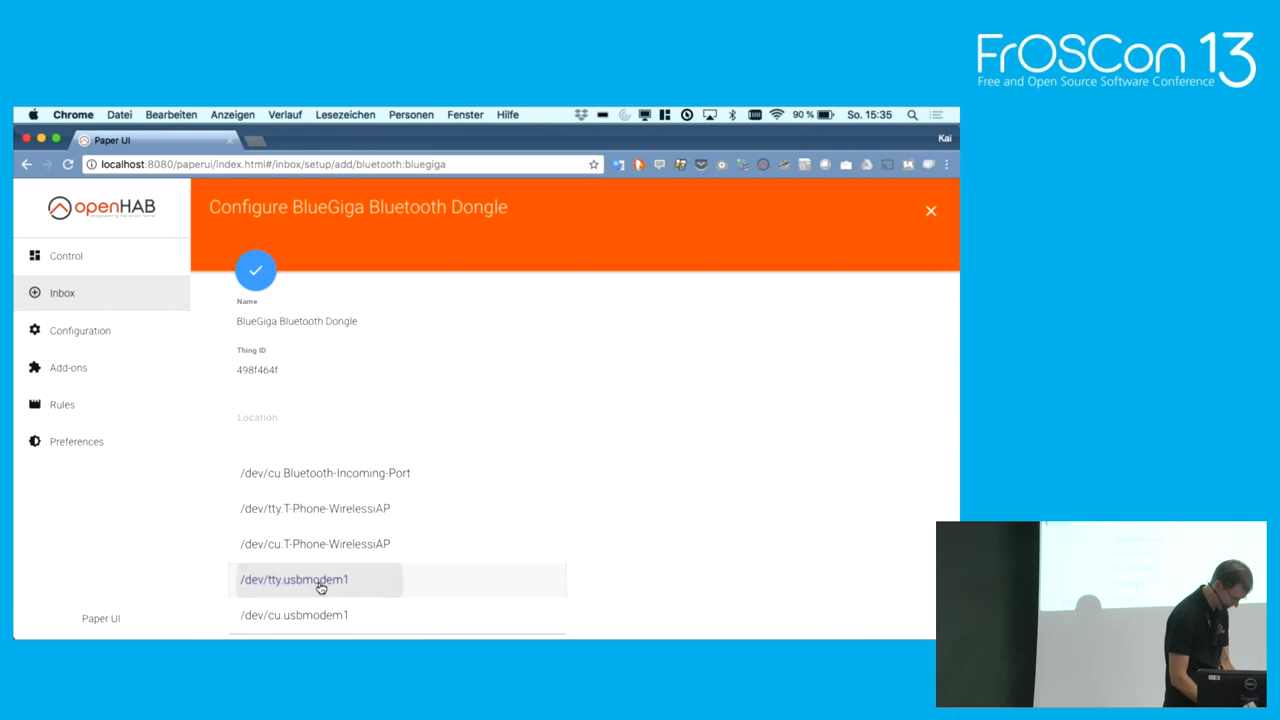 FrOSCon 13
Free and Open Source Software Conference
Chrome Datei Bearbeiten Anzeigen Verlauf Lesezeichen Personen Fenster Hilfe 90 % So. 15:35
Paper UI
Kai
localhost:8080/paperui/index.html#/inbox/setup/add/bluetooth:bluegiga
openHAB
Configure BlueGiga Bluetooth Dongle
Control
Inbox
Configuration
Add-ons
Rules
Preferences
Paper UI
Name
BlueGiga Bluetooth Dongle
Thing ID
498f464f
Location
/dev/cu.Bluetooth-Incoming-Port
/dev/tty.T-Phone-WirelessiAP
/dev/cu.T-Phone-WirelessiAP
/dev/tty.usbmodem1
/dev/cu.usbmodem1
DELL